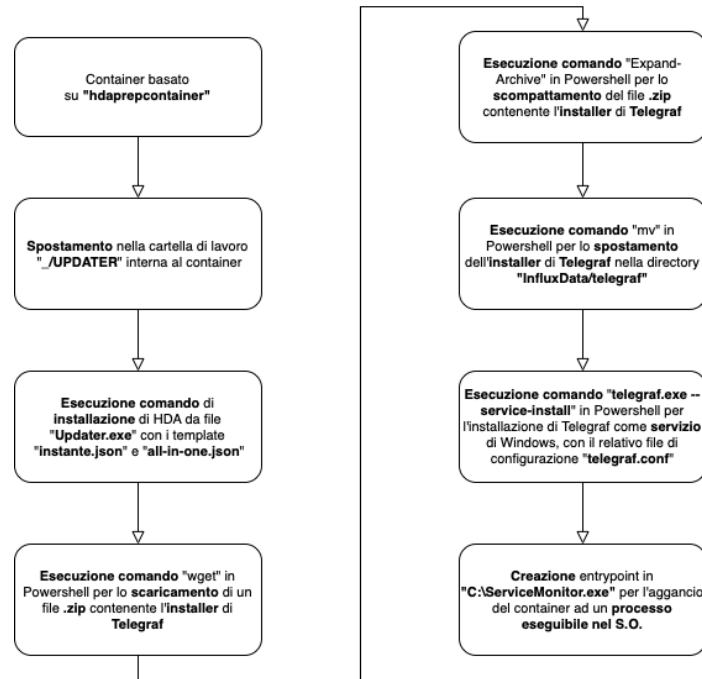 Container basato
su "hdaprepcontainer"
Spostamento nella cartella di lavoro
"_/UPDATER" interna al container
Esecuzione comando di
installazione di HDA da file
"Updater.exe" con i template
"instante.json" e "all-in-one.json"
Esecuzione comando "wget" in
Powershell per lo scaricamento di un
file .zip contenente l'installer di
Telegraf
Esecuzione comando "Expand-
Archive" in Powershell per lo
scompattamento del file .zip
contenente l'installer di Telegraf
Esecuzione comando "mv" in
Powershell per lo spostamento
dell'installer di Telegraf nella directory
"InfluxData/telegraf"
Esecuzione comando "telegraf.exe --
service-install" in Powershell per
l'installazione di Telegraf come servizio
di Windows, con il relativo file di
configurazione "telegraf.conf"
Creazione entrypoint in
"C:\ServiceMonitor.exe" per l'aggancio
del container ad un processo
eseguibile nel S.O.